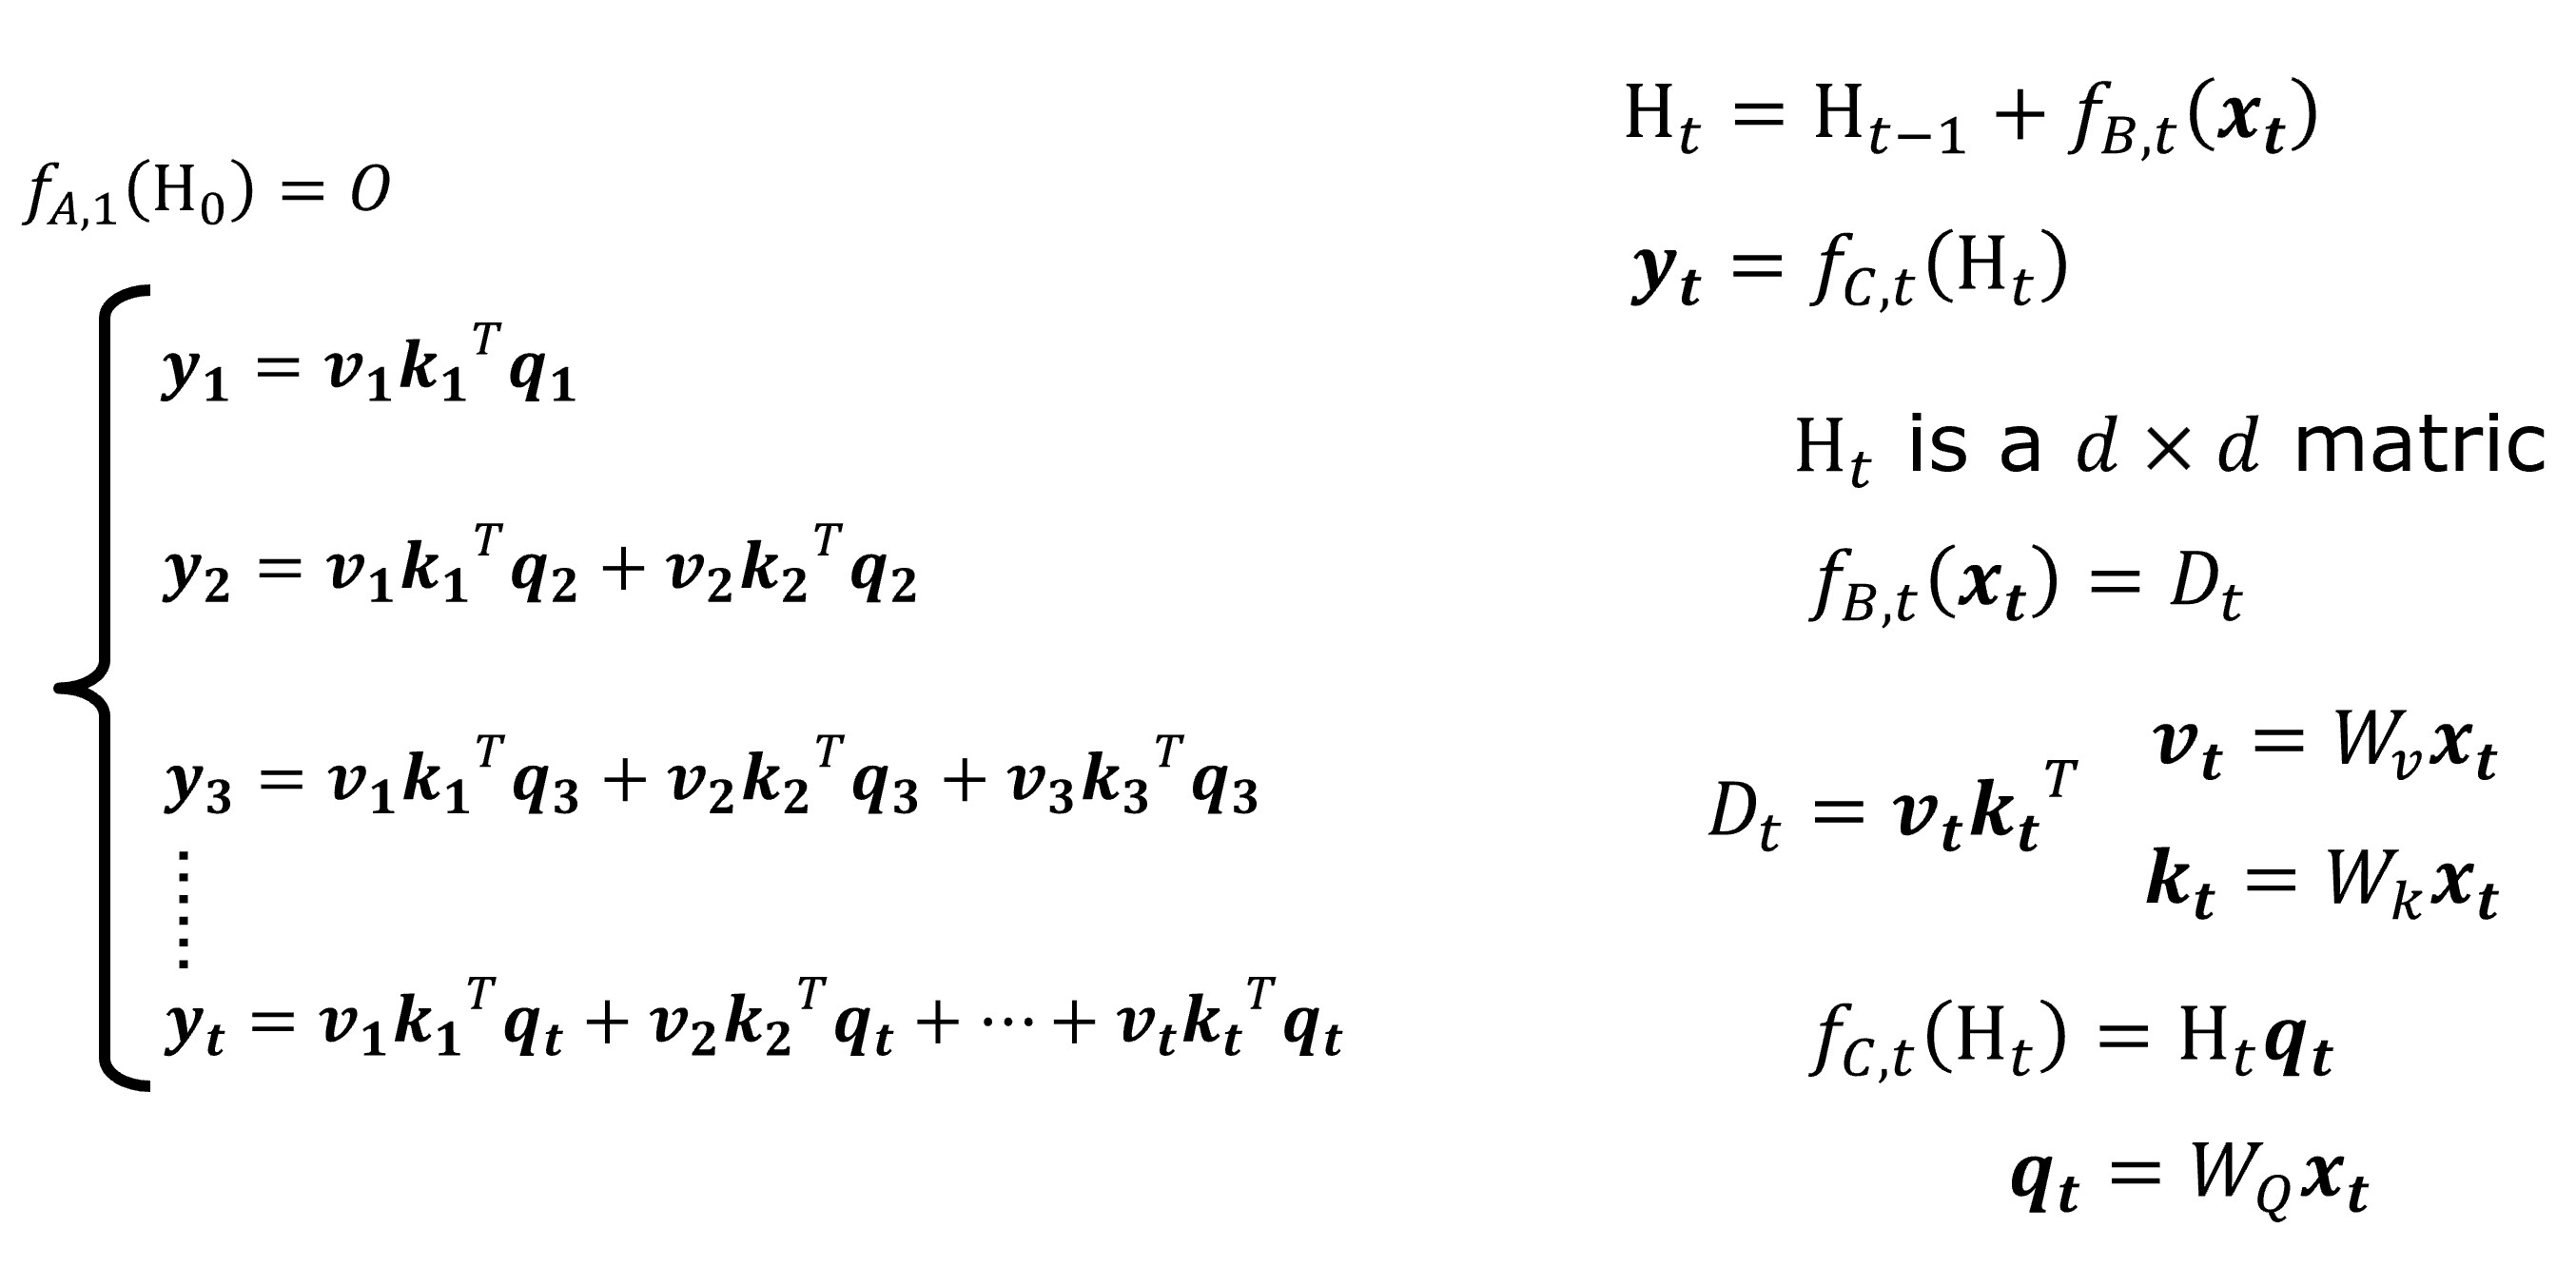 f_{A,1}(H_0) = O
y_1 = v_1 k_1^T q_1
y_2 = v_1 k_1^T q_2 + v_2 k_2^T q_2
y_3 = v_1 k_1^T q_3 + v_2 k_2^T q_3 + v_3 k_3^T q_3
⋮
y_t = v_1 k_1^T q_t + v_2 k_2^T q_t + ⋯ + v_t k_t^T q_t
H_t = H_{t−1} + f_{B,t}(x_t)
y_t = f_{C,t}(H_t)
H_t is a d × d matric
f_{B,t}(x_t) = D_t
D_t = v_t k_t^T
v_t = W_v x_t
k_t = W_k x_t
f_{C,t}(H_t) = H_t q_t
q_t = W_Q x_t